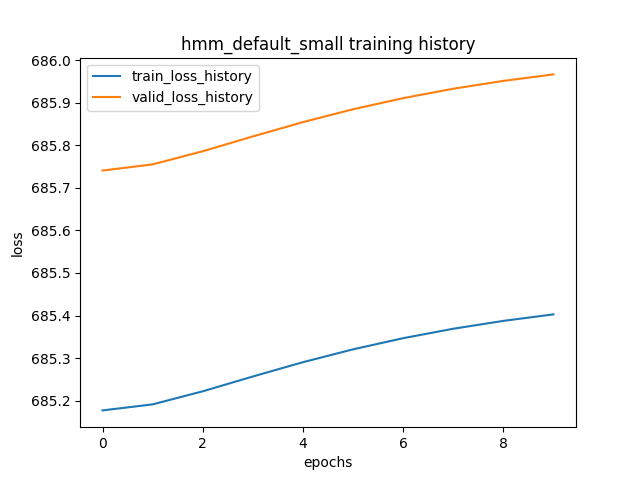 hmm_default_small training history
train_loss_history
valid_loss_history
686.0
685.9
685.8
685.7
685.6
685.5
685.4
685.3
685.2
loss
0 2 4 6 8
epochs